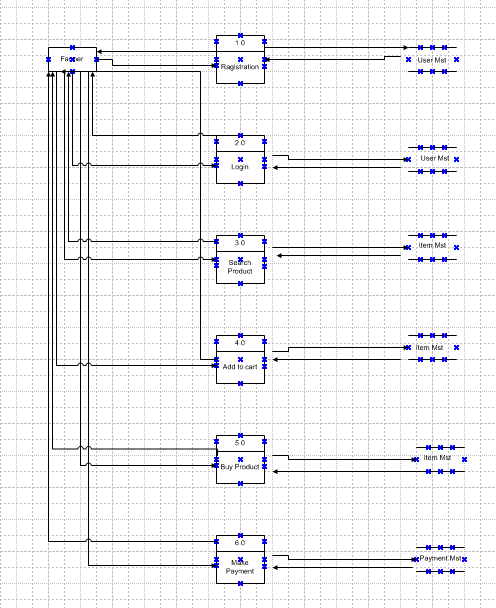 1.0
Farmer
Ragistration
User Mst
2.0
Login
User Mst
3.0
Search
Product
Item Mst
4.0
Add to cart
Item Mst
5.0
Buy Product
Item Mst
6.0
Make
Payment
Payment Mst